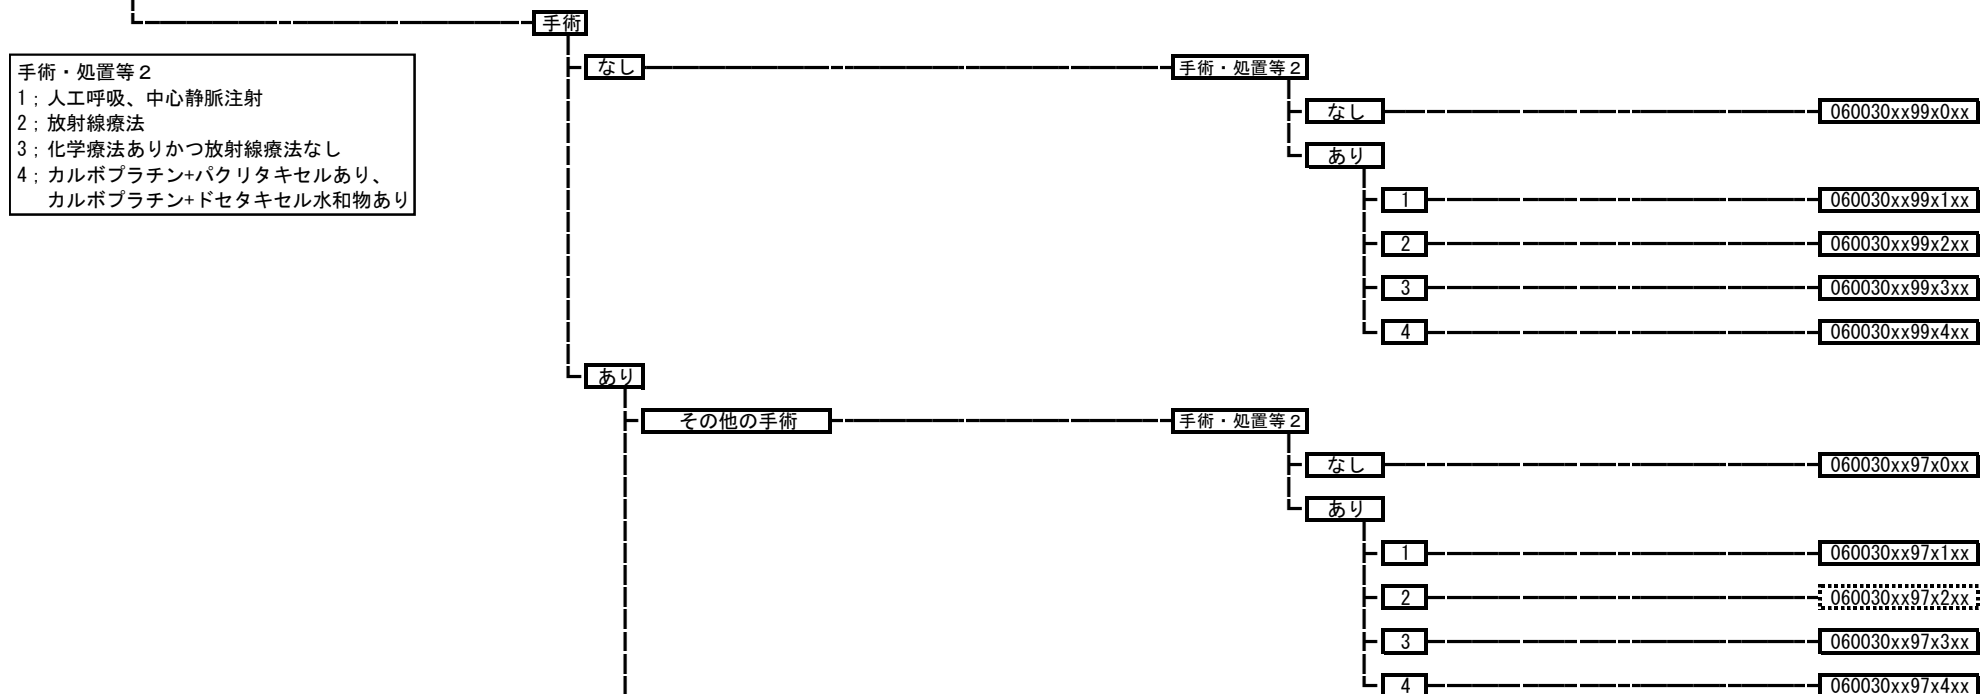 手術
手術・処置等２
1；人工呼吸、中心静脈注射
2；放射線療法
3；化学療法ありかつ放射線療法なし
4；カルボプラチン+パクリタキセルあり、
カルボプラチン+ドセタキセル水和物あり
なし
手術・処置等２
なし
060030xx99x0xx
あり
1
060030xx99x1xx
2
060030xx99x2xx
3
060030xx99x3xx
4
060030xx99x4xx
あり
その他の手術
手術・処置等２
なし
060030xx97x0xx
あり
1
060030xx97x1xx
2
060030xx97x2xx
3
060030xx97x3xx
4
060030xx97x4xx